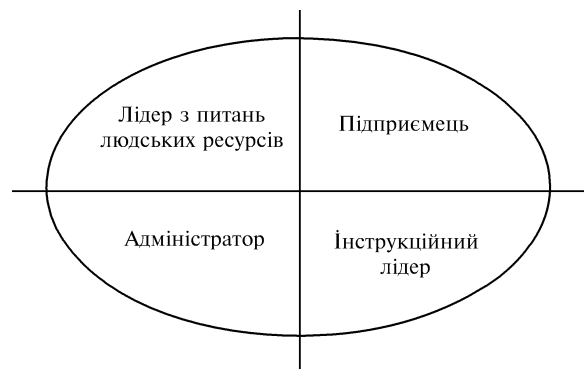 Лідер з питань
людських ресурсів
Підприємець
Адміністратор
Інструкційний
лідер